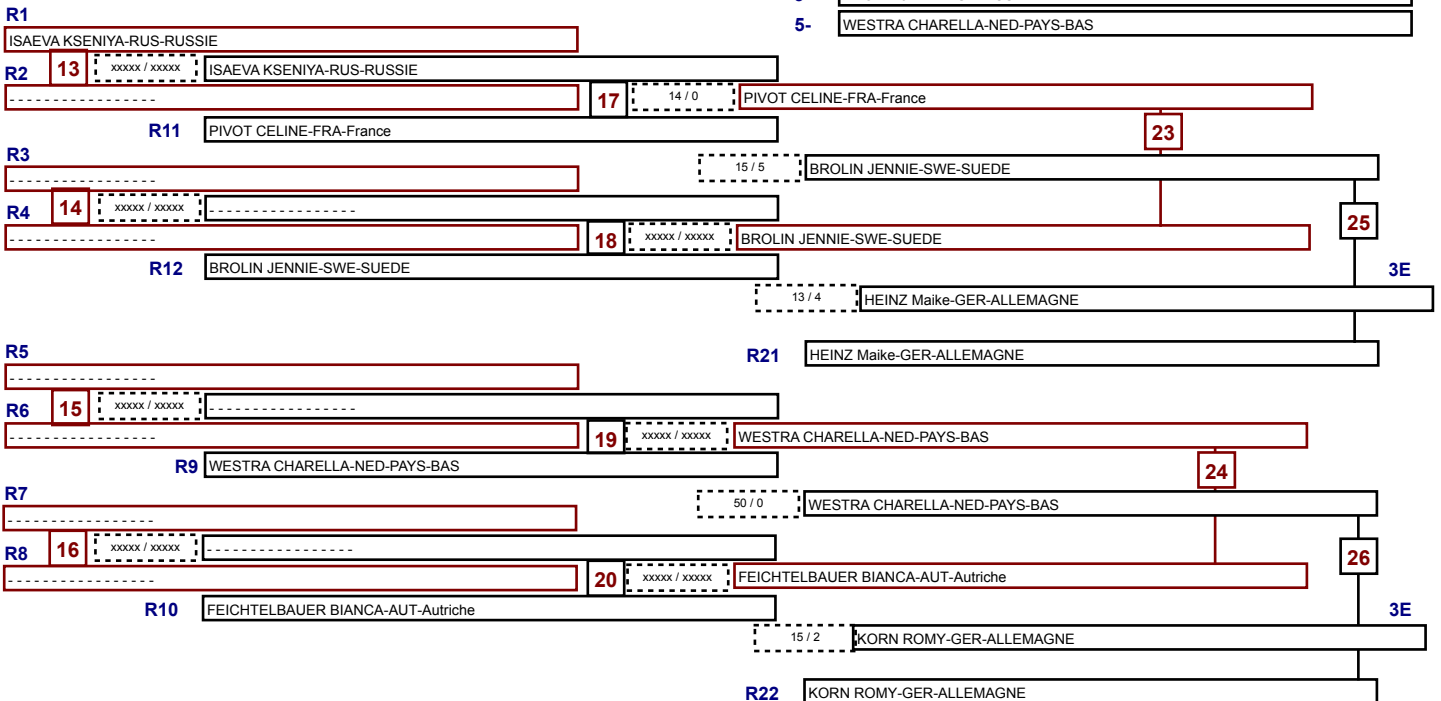 R1
5- WESTRA CHARELLA-NED-PAYS-BAS
ISAEVA KSENIYA-RUS-RUSSIE
R2 13 xxxxx / xxxxx ISAEVA KSENIYA-RUS-RUSSIE
- - - - - - - - - - - - - - - - 17 14 / 0 PIVOT CELINE-FRA-France
R11 PIVOT CELINE-FRA-France 23
R3
15 / 5 BROLIN JENNIE-SWE-SUEDE
- - - - - - - - - - - - - - - -
R4 14 xxxxx / xxxxx - - - - - - - - - - - - - - - - 25
- - - - - - - - - - - - - - - - 18 xxxxx / xxxxx BROLIN JENNIE-SWE-SUEDE
R12 BROLIN JENNIE-SWE-SUEDE 3E
13 / 4 HEINZ Maike-GER-ALLEMAGNE
R5 R21 HEINZ Maike-GER-ALLEMAGNE
- - - - - - - - - - - - - - - -
R6 15 xxxxx / xxxxx - - - - - - - - - - - - - - - -
- - - - - - - - - - - - - - - - 19 xxxxx / xxxxx WESTRA CHARELLA-NED-PAYS-BAS
R9 WESTRA CHARELLA-NED-PAYS-BAS 24
R7
50 / 0 WESTRA CHARELLA-NED-PAYS-BAS
- - - - - - - - - - - - - - - -
R8 16 xxxxx / xxxxx - - - - - - - - - - - - - - - - 26
- - - - - - - - - - - - - - - - 20 xxxxx / xxxxx FEICHTELBAUER BIANCA-AUT-Autriche
R10 FEICHTELBAUER BIANCA-AUT-Autriche 3E
15 / 2 KORN ROMY-GER-ALLEMAGNE
R22 KORN ROMY-GER-ALLEMAGNE